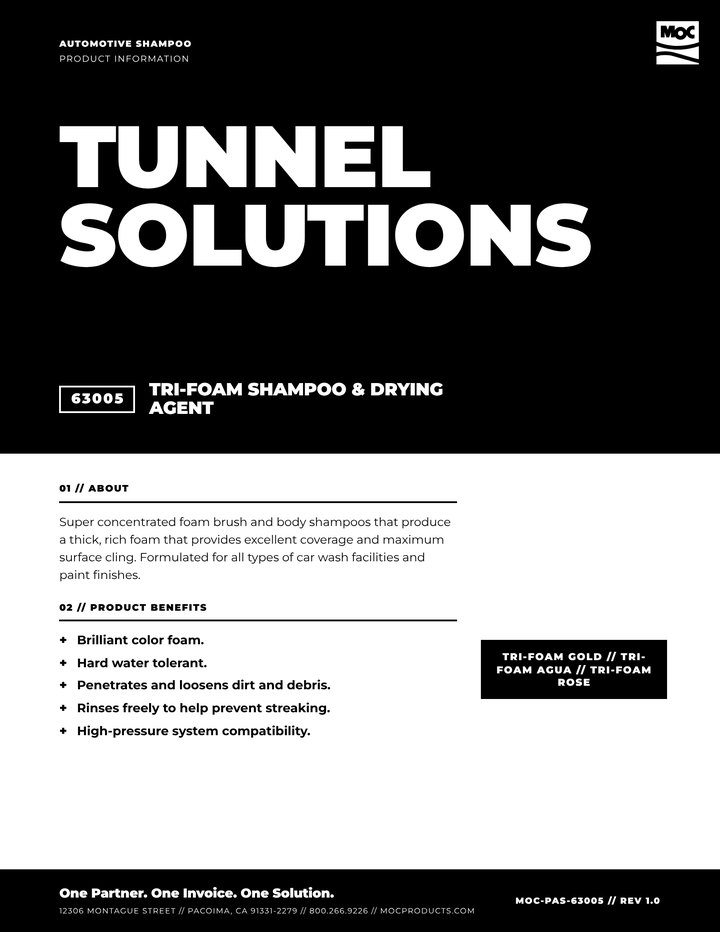 AUTOMOTIVE SHAMPOO
PRODUCT INFORMATION
MOC
TUNNEL
SOLUTIONS
63005
TRI-FOAM SHAMPOO & DRYING
AGENT
01 // ABOUT
Super concentrated foam brush and body shampoos that produce
a thick, rich foam that provides excellent coverage and maximum
surface cling. Formulated for all types of car wash facilities and
paint finishes.
02 // PRODUCT BENEFITS
+ Brilliant color foam.
+ Hard water tolerant.
+ Penetrates and loosens dirt and debris.
+ Rinses freely to help prevent streaking.
+ High-pressure system compatibility.
TRI-FOAM GOLD // TRI-
FOAM AGUA // TRI-FOAM
ROSE
One Partner. One Invoice. One Solution.
12306 MONTAGUE STREET // PACOIMA, CA 91331-2279 // 800.266.9226 // MOCPRODUCTS.COM
MOC-PAS-63005 // REV 1.0